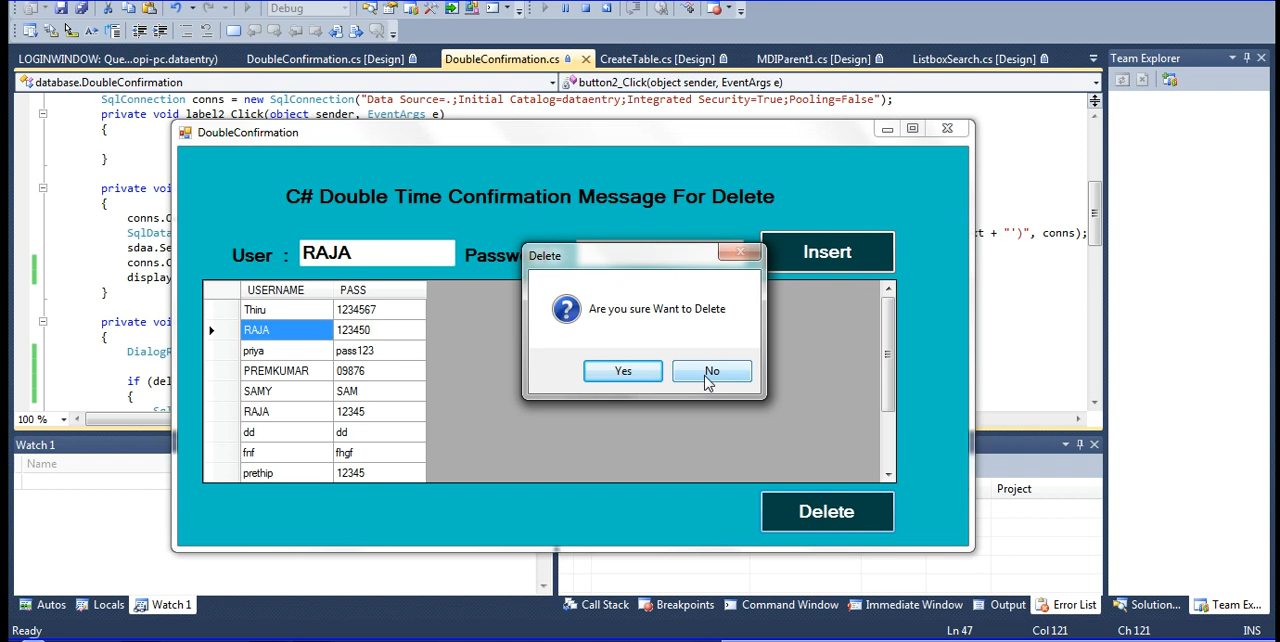 Debug
LOGINWINDOW: Que...opi-pc.dataentry) DoubleConfirmation.cs [Design] DoubleConfirmation.cs CreateTable.cs [Design] MDIParent1.cs [Design] ListboxSearch.cs [Design] Team Explorer
database.DoubleConfirmation button2_Click(object sender, EventArgs e)
SqlConnection conns = new SqlConnection("Data Source=.;Initial Catalog=dataentry;Integrated Security=True;Pooling=False");
private void label2_Click(object sender, EventArgs e)
{
}
private voi
{
conns.
SqlData
sdaa.Se
conns.C
display
}
private voi
{
DialogR
if (del
{
t + "')", conns);
DoubleConfirmation
C# Double Time Confirmation Message For Delete
User : RAJA Passw Insert
USERNAME PASS
Thiru 1234567
RAJA 123450
priya pass123
PREMKUMAR 09876
SAMY SAM
RAJA 12345
dd dd
fnf fhgf
prethip 12345
Delete
Are you sure Want to Delete
Yes No
Delete
100 %
Watch 1
Name
Project
Autos Locals Watch 1 Call Stack Breakpoints Command Window Immediate Window Output Error List Solution... Team Ex...
Ready Ln 47 Col 121 Ch 121 INS